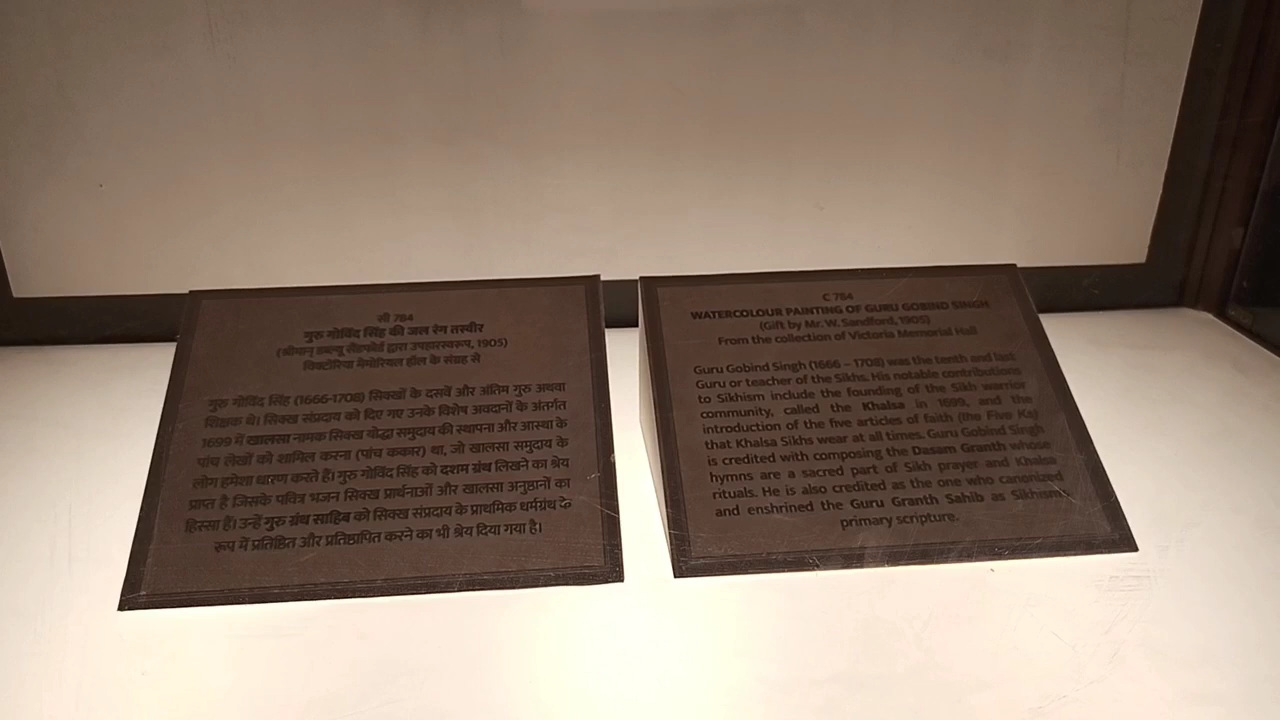 सी 784
गुरु गोविंद सिंह की जल रंग तस्वीर
(श्रीमान् डब्ल्यू सैंडफोर्ड द्वारा उपहारस्वरूप, 1905)
विक्टोरिया मेमोरियल हॉल के संग्रह से
गुरु गोविंद सिंह (1666-1708) सिक्खों के दसवें और अंतिम गुरु अथवा
शिक्षक थे। सिक्ख संप्रदाय को दिए गए उनके विशेष अवदानों के अंतर्गत
1699 में खालसा नामक सिक्ख योद्धा समुदाय की स्थापना और आस्था के
पांच लेखों को शामिल करना (पांच ककार) था, जो खालसा समुदाय के
लोग हमेशा धारण करते हैं। गुरु गोविंद सिंह को दशम ग्रंथ लिखने का श्रेय
प्राप्त है जिसके पवित्र भजन सिक्ख प्रार्थनाओं और खालसा अनुष्ठानों का
हिस्सा हैं। उन्हें गुरु ग्रंथ साहिब को सिक्ख संप्रदाय के प्राथमिक धर्मग्रंथ के
रूप में प्रतिष्ठित और प्रतिष्ठापित करने का भी श्रेय दिया गया है।
C 784
WATERCOLOUR PAINTING OF GURU GOBIND SINGH
(Gift by Mr. W. Sandford, 1905)
From the collection of Victoria Memorial Hall
Guru Gobind Singh (1666 – 1708) was the tenth and last
Guru or teacher of the Sikhs. His notable contributions
to Sikhism include the founding of the Sikh warrior
community, called the Khalsa in 1699, and the
introduction of the five articles of faith (the Five Ks)
that Khalsa Sikhs wear at all times. Guru Gobind Singh
is credited with composing the Dasam Granth whose
hymns are a sacred part of Sikh prayer and Khalsa
rituals. He is also credited as the one who canonized
and enshrined the Guru Granth Sahib as Sikhism
primary scripture.